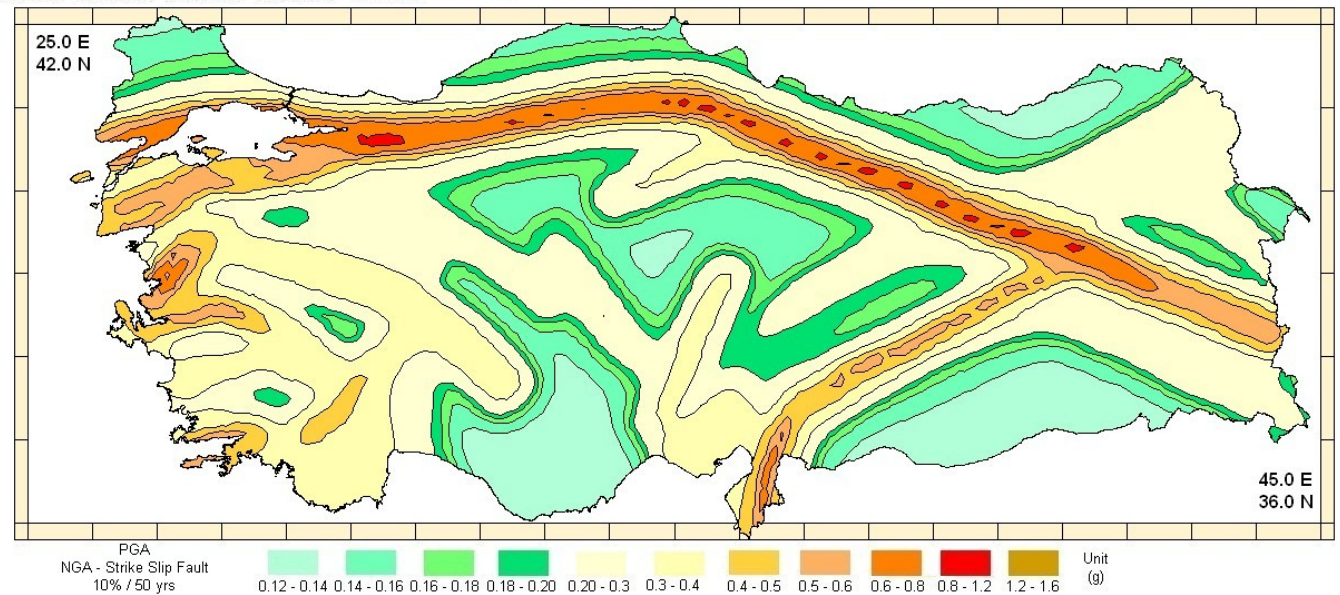 25.0 E
42.0 N
45.0 E
36.0 N
PGA
NGA - Strike Slip Fault
10% / 50 yrs
0.12 - 0.14 0.14 - 0.16 0.16 - 0.18 0.18 - 0.20 0.20 - 0.3 0.3 - 0.4 0.4 - 0.5 0.5 - 0.6 0.6 - 0.8 0.8 - 1.2 1.2 - 1.6
Unit
(g)